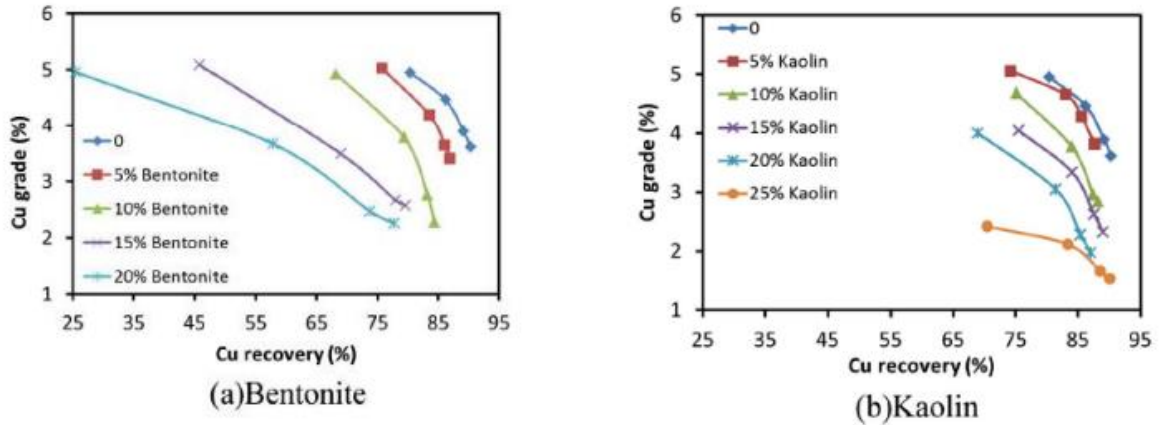 6
5
4
3
2
1
Cu grade (%)
0
5% Bentonite
10% Bentonite
15% Bentonite
20% Bentonite
25 35 45 55 65 75 85 95
Cu recovery (%)
(a)Bentonite
6
5
4
3
2
1
Cu grade (%)
0
5% Kaolin
10% Kaolin
15% Kaolin
20% Kaolin
25% Kaolin
25 35 45 55 65 75 85 95
Cu recovery (%)
(b)Kaolin